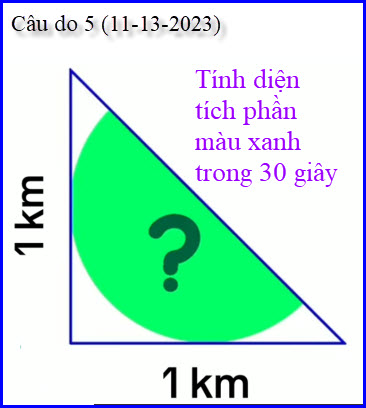 Câu do 5 (11-13-2023)
Tính diện
tích phần
màu xanh
trong 30 giây
1 km
?
1 km